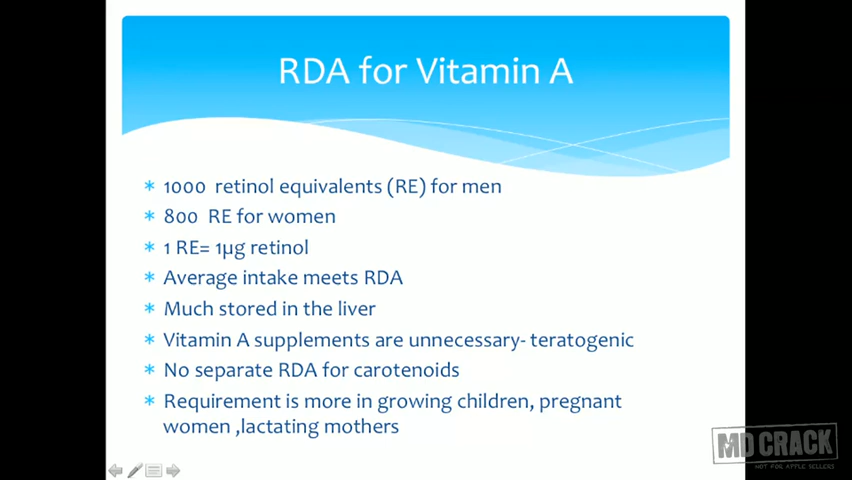 RDA for Vitamin A
* 1000 retinol equivalents (RE) for men
* 800 RE for women
* 1 RE= 1µg retinol
* Average intake meets RDA
* Much stored in the liver
* Vitamin A supplements are unnecessary- teratogenic
* No separate RDA for carotenoids
* Requirement is more in growing children, pregnant
women ,lactating mothers
MD CRACK
NOT FOR APPLE SELLERS